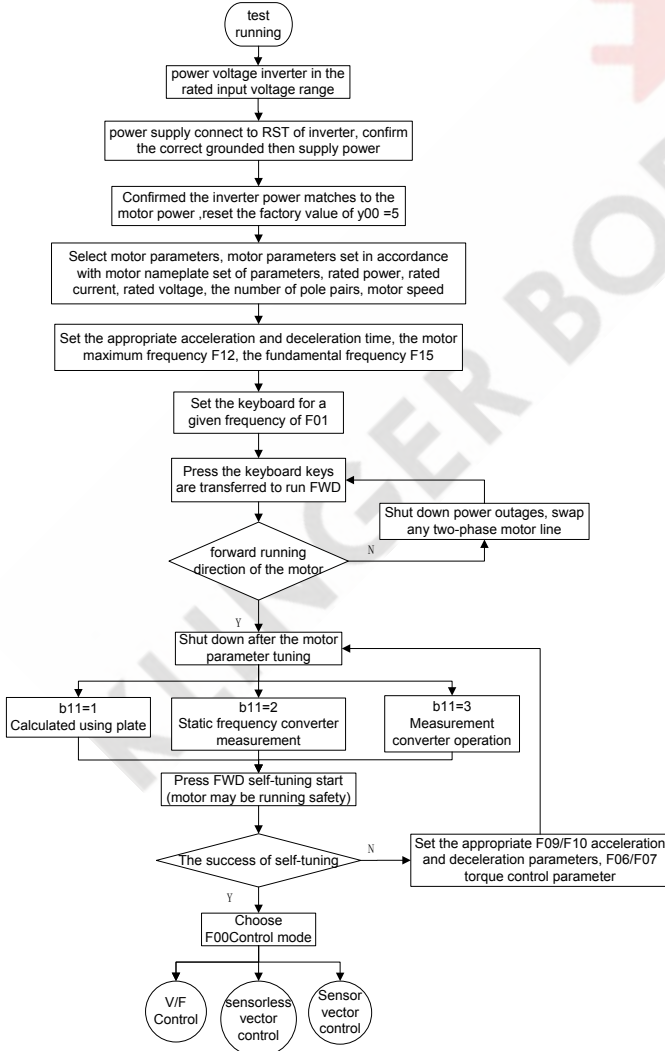 test
running
power voltage inverter in the
rated input voltage range
power supply connect to RST of inverter, confirm
the correct grounded then supply power
Confirmed the inverter power matches to the
motor power ,reset the factory value of y00 =5
Select motor parameters, motor parameters set in accordance
with motor nameplate set of parameters, rated power, rated
current, rated voltage, the number of pole pairs, motor speed
Set the appropriate acceleration and deceleration time, the motor
maximum frequency F12, the fundamental frequency F15
Set the keyboard for a
given frequency of F01
Press the keyboard keys
are transferred to run FWD
Shut down power outages, swap
any two-phase motor line
forward running
direction of the motor
N
Y
Shut down after the motor
parameter tuning
b11=1
Calculated using plate
b11=2
Static frequency converter
measurement
b11=3
Measurement
converter operation
Press FWD self-tuning start
(motor may be running safety)
The success of self-tuning
N
Set the appropriate F09/F10 acceleration
and deceleration parameters, F06/F07
torque control parameter
Y
Choose
F00Control mode
V/F
Control
sensorless
vector
control
Sensor
vector
control
KLINGER BO